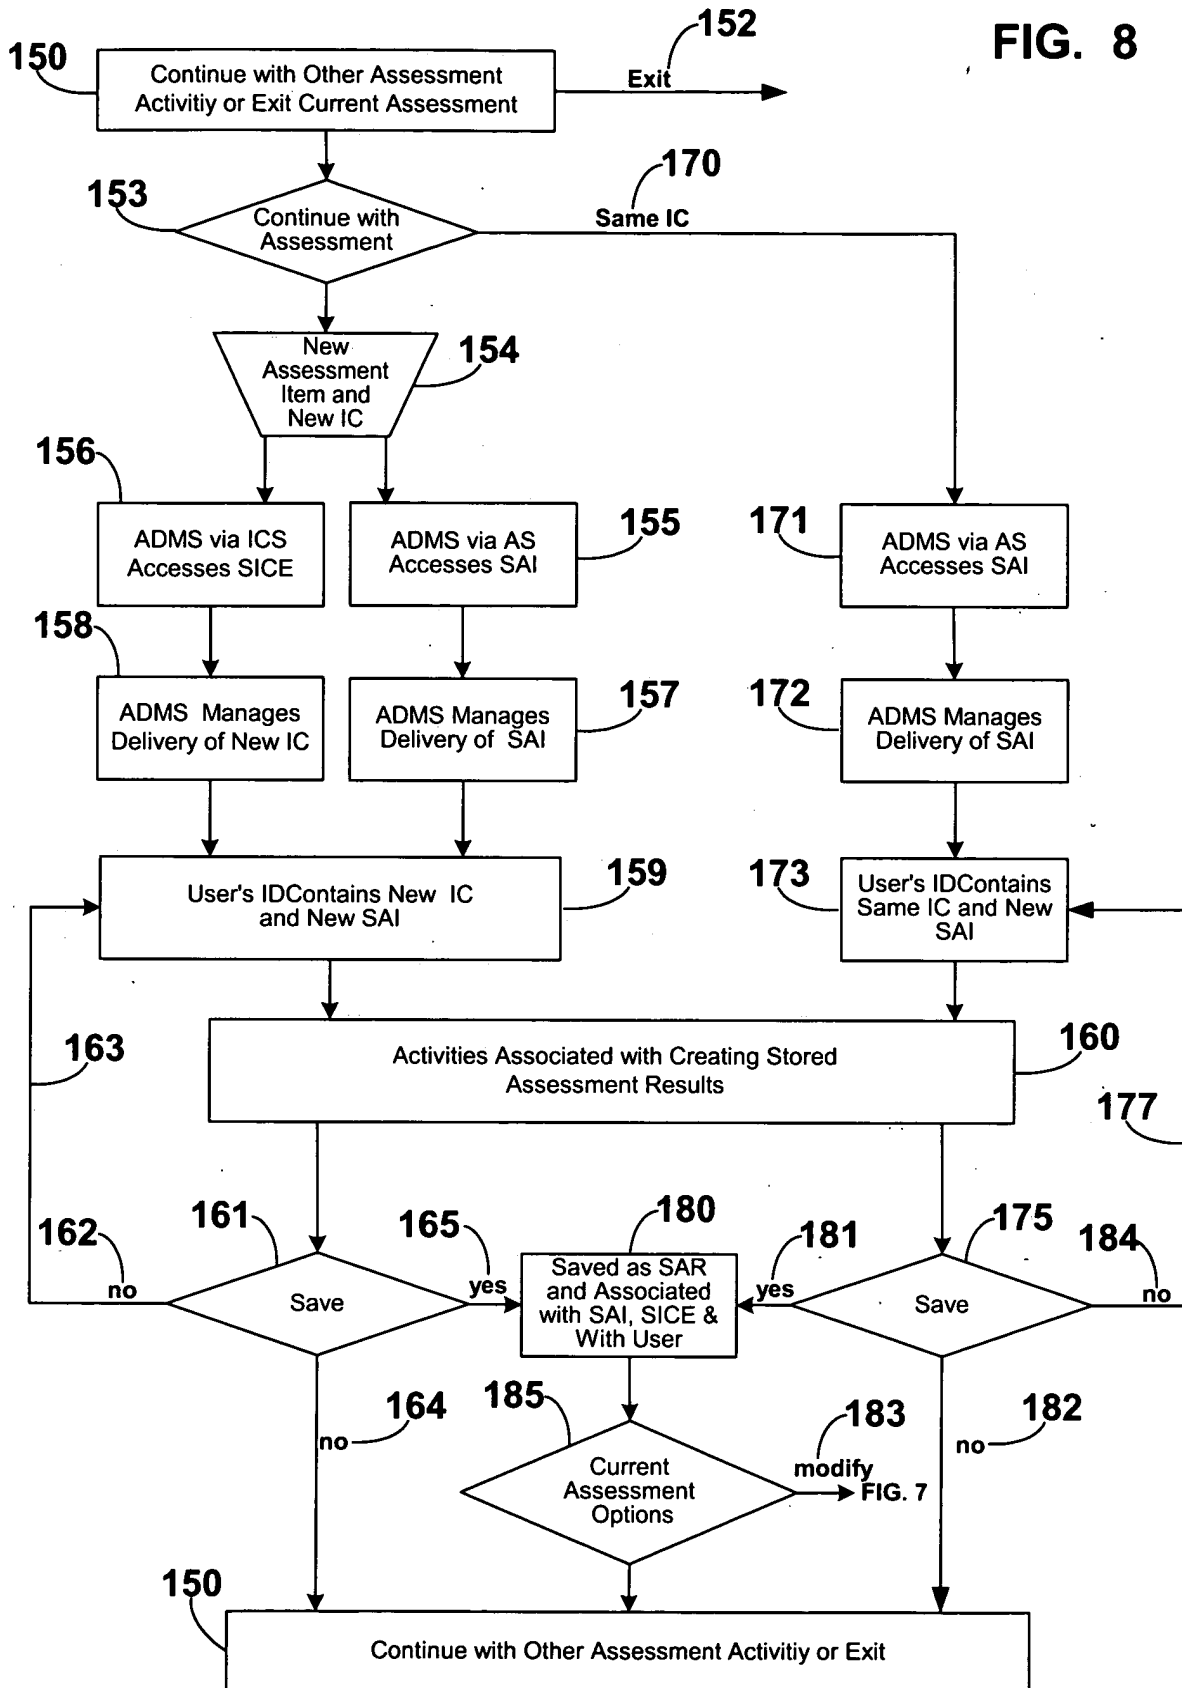 FIG. 8
152
150
Continue with Other Assessment
Activitiy or Exit Current Assessment
Exit
170
153
Continue with
Assessment
Same IC
New
Assessment
Item and
New IC
154
156
ADMS via ICS
Accesses SICE
ADMS via AS
Accesses SAI
155
171
ADMS via AS
Accesses SAI
158
ADMS Manages
Delivery of New IC
ADMS Manages
Delivery of SAI
157
172
ADMS Manages
Delivery of SAI
User's IDContains New IC
and New SAI
159
173
User's IDContains
Same IC and New
SAI
163
Activities Associated with Creating Stored
Assessment Results
160
177
162
no
161
Save
165
yes
180
Saved as SAR
and Associated
with SAI, SICE &
With User
181
yes
175
Save
184
no
164
no
185
Current
Assessment
Options
183
modify
FIG. 7
182
no
150
Continue with Other Assessment Activitiy or Exit